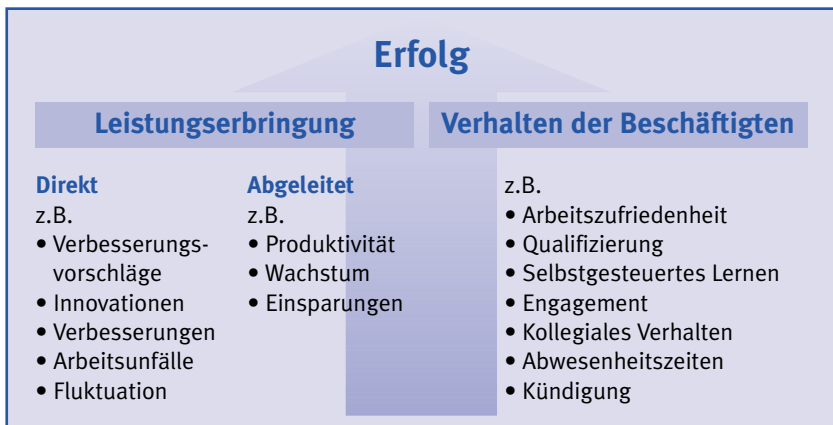 Erfolg
Leistungserbringung
Verhalten der Beschäftigten
Direkt
z.B.
• Verbesserungs-
vorschläge
• Innovationen
• Verbesserungen
• Arbeitsunfälle
• Fluktuation
Abgeleitet
z.B.
• Produktivität
• Wachstum
• Einsparungen
z.B.
• Arbeitszufriedenheit
• Qualifizierung
• Selbstgesteuertes Lernen
• Engagement
• Kollegiales Verhalten
• Abwesenheitszeiten
• Kündigung